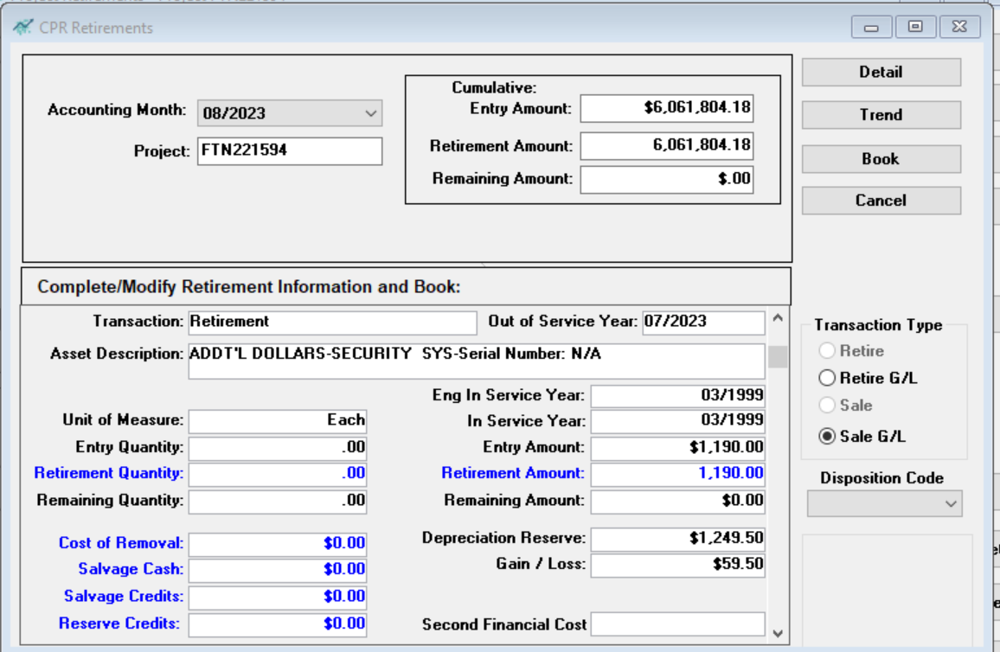 CPR Retirements
Accounting Month: 08/2023
Project: FTN221594
Cumulative:
Entry Amount: $6,061,804.18
Retirement Amount: 6,061,804.18
Remaining Amount: $.00
Detail
Trend
Book
Cancel
Complete/Modify Retirement Information and Book:
Transaction: Retirement Out of Service Year: 07/2023
Asset Description: ADDT'L DOLLARS-SECURITY SYS-Serial Number: N/A
Eng In Service Year: 03/1999
Unit of Measure: Each In Service Year: 03/1999
Entry Quantity: .00 Entry Amount: $1,190.00
Retirement Quantity: .00 Retirement Amount: 1,190.00
Remaining Quantity: .00 Remaining Amount: $0.00
Cost of Removal: $0.00 Depreciation Reserve: $1,249.50
Salvage Cash: $0.00 Gain / Loss: $59.50
Salvage Credits: $0.00
Reserve Credits: $0.00 Second Financial Cost
Transaction Type
Retire
Retire G/L
Sale
Sale G/L
Disposition Code